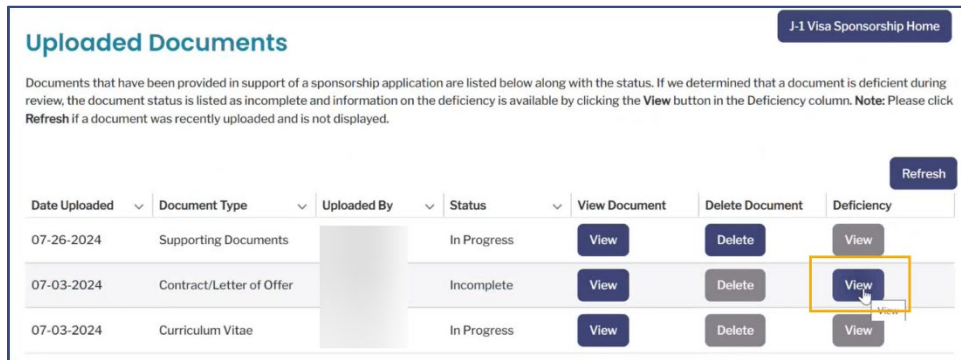 J-1 Visa Sponsorship Home
Uploaded Documents
Documents that have been provided in support of a sponsorship application are listed below along with the status. If we determined that a document is deficient during
review, the document status is listed as incomplete and information on the deficiency is available by clicking the View button in the Deficiency column. Note: Please click
Refresh if a document was recently uploaded and is not displayed.
Refresh
Date Uploaded Document Type Uploaded By Status View Document Delete Document Deficiency
07-26-2024 Supporting Documents In Progress View Delete View
07-03-2024 Contract/Letter of Offer Incomplete View Delete View
View
07-03-2024 Curriculum Vitae In Progress View Delete View